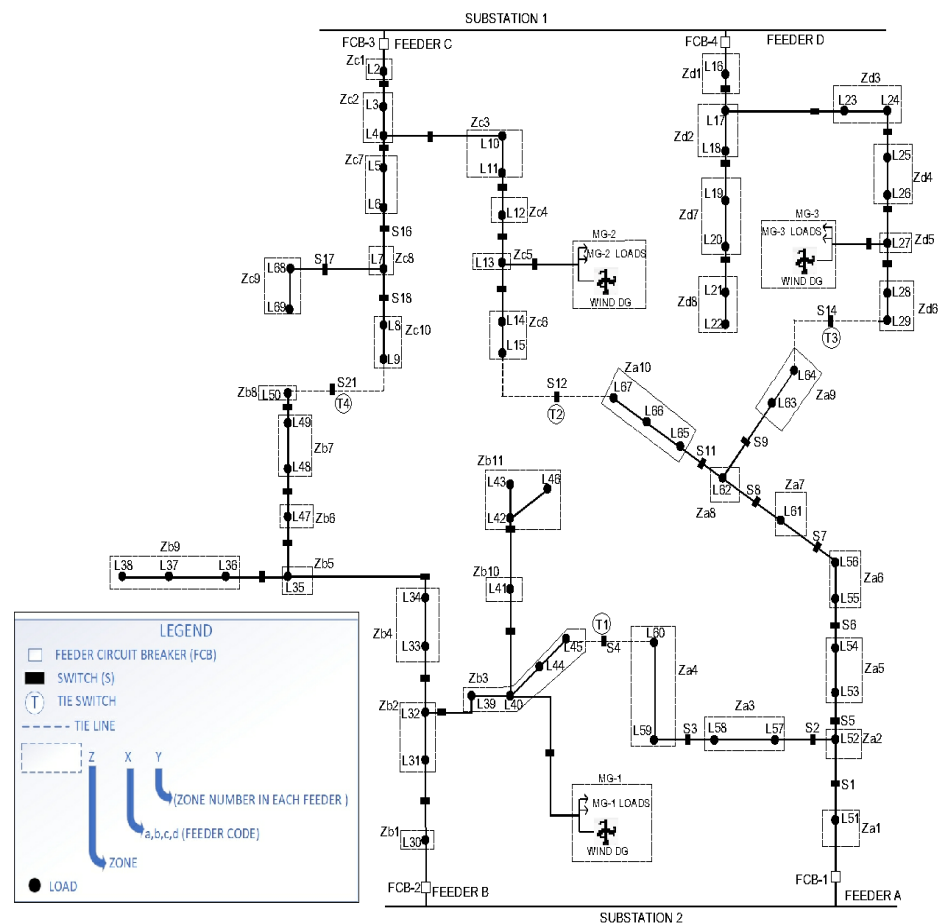 SUBSTATION 1
FCB-3 FEEDER C
FCB-4 FEEDER D
Zc1
L2
L16
Zd1
Zd3
L23 L24
Zc2
L3
L4
Zc3
L10
L11
L17
Zd2
L18
Zc7
L5
L6
L25
Zd4
L26
L12 Zc4
L19
Zd7
L20
S16
MG-2
MG-2 LOADS
WIND DG
MG-3
MG-3 LOADS
WIND DG
L27 Zd5
L68 S17 L7 Zc8
Zc9
L69
L13 Zc5
S18
L21
Zd8
L22
L28
Zd6
L29
S14
T3
L8
Zc10
L9
L14
Zc6
L15
S21
T4
Zb8 L50
S12
T2
Za10
L67
L66
L65
L64
L63
Za9
L49
Zb7
L48
S11
S9
Zb11
L43 L46
L42
L62
Za8
S8
Za7
L61
S7
L47
Zb6
Zb9
L38 L37 L36
Zb5
L35
Zb10
L41
L56
Za6
L55
L34
Zb4
L33
S6
T1
S4
L45
L44
L60
Za4
L59
L54
Za5
L53
Zb3
L39 L40
Zb2 L32
L31
S3
Za3
L58 L57
S2
S5
L52 Za2
S1
MG-1
MG-1 LOADS
WIND DG
Zb1
L30
L51
Za1
FCB-2 FEEDER B
FCB-1
FEEDER A
SUBSTATION 2
LEGEND
FEEDER CIRCUIT BREAKER (FCB)
SWITCH (S)
T TIE SWITCH
TIE LINE
Z X Y
(ZONE NUMBER IN EACH FEEDER )
a,b,c,d (FEEDER CODE)
ZONE
LOAD